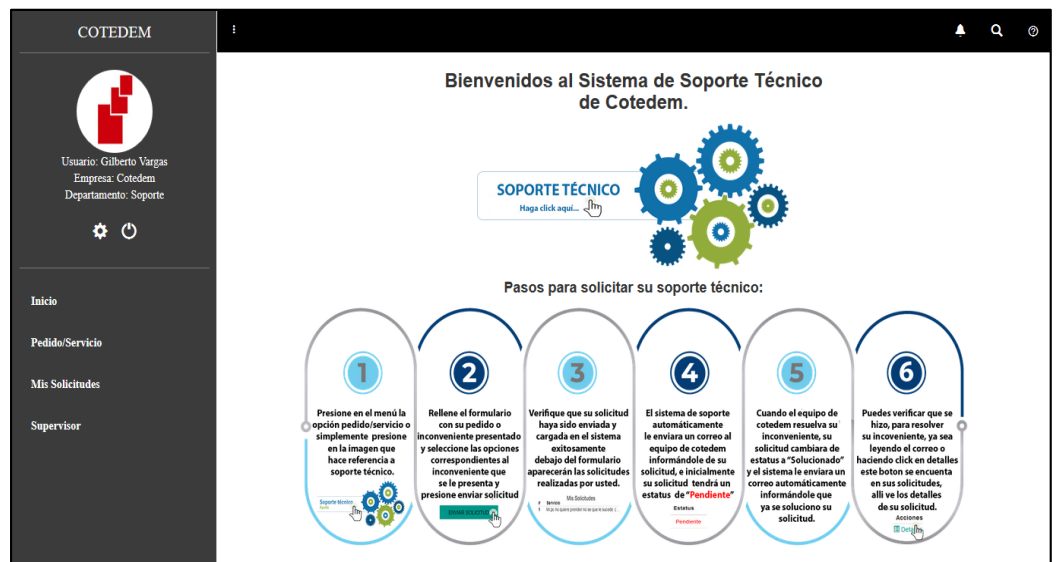 COTEDEM
Usuario: Gilberto Vargas
Empresa: Cotedem
Departamento: Soporte
Inicio
Pedido/Servicio
Mis Solicitudes
Supervisor
Bienvenidos al Sistema de Soporte Técnico
de Cotedem.
SOPORTE TÉCNICO
Haga click aquí...
Pasos para solicitar su soporte técnico:
1
Presione en el menú la
opción pedido/servicio o
simplemente presione
en la imagen que
hace referencia a
soporte técnico.
Soporte técnico
2
Rellene el formulario
con su pedido o
inconveniente presentado
y seleccione las opciones
correspondientes al
inconveniente que
se le presenta y
presione enviar solicitud
ENVIAR SOLICITUD
3
Verifique que su solicitud
haya sido enviada y
cargada en el sistema
exitosamente
debajo del formulario
aparecerán las solicitudes
realizadas por usted.
Mis Solicitudes
# Servicio
4
El sistema de soporte
automáticamente
le enviara un correo al
equipo de cotedem
informándole de su
solicitud, e inicialmente
su solicitud tendrá un
estatus de "Pendiente"
Estatus
Pendiente
5
Cuando el equipo de
cotedem resuelva su
inconveniente, su
solicitud cambiara de
estatus a "Solucionado"
y el sistema le enviara un
correo automáticamente
informándole que
ya se soluciono su
solicitud.
6
Puedes verificar que se
hizo, para resolver
su incoveniente, ya sea
leyendo el correo o
haciendo click en detalles
este boton se encuenta
en sus solicitudes,
alli ve los detalles
de su solicitud.
Acciones